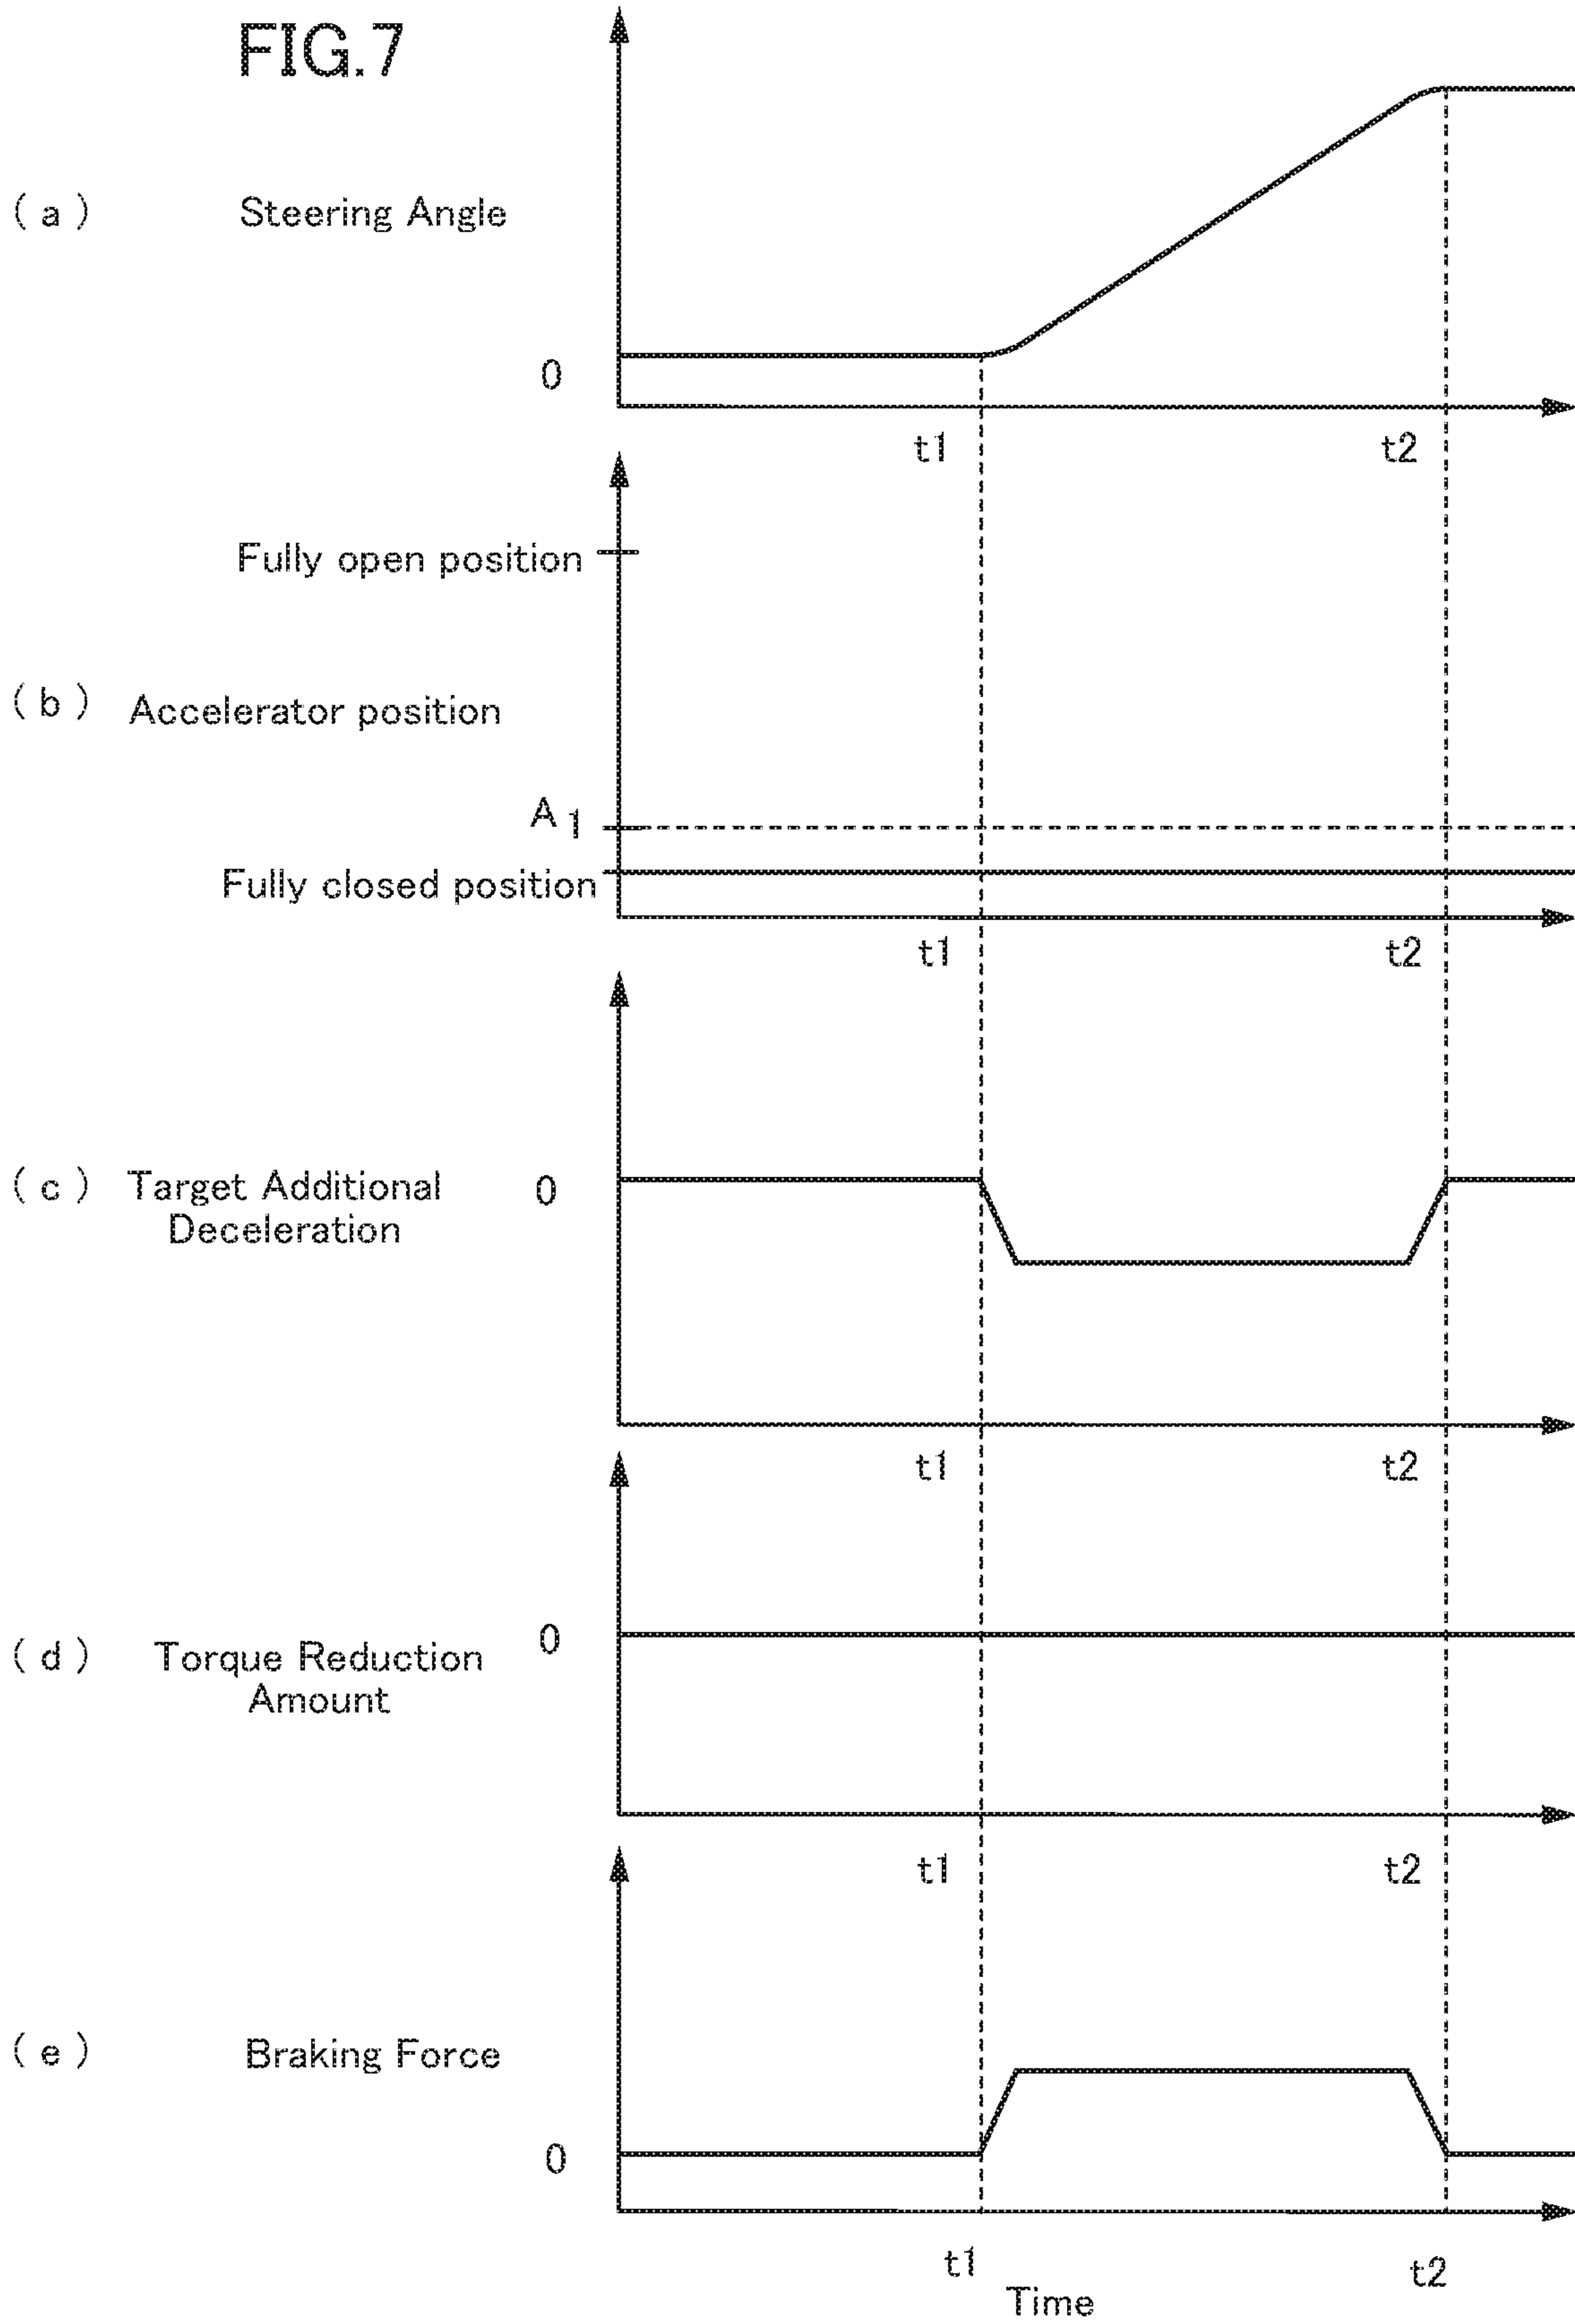 FIG.7
( a ) Steering Angle
0
t1 t2
Fully open position
( b ) Accelerator position
A1
Fully closed position
t1 t2
( c ) Target Additional
Deceleration
0
t1 t2
( d ) Torque Reduction
Amount
0
t1 t2
( e ) Braking Force
0
t1 t2
Time